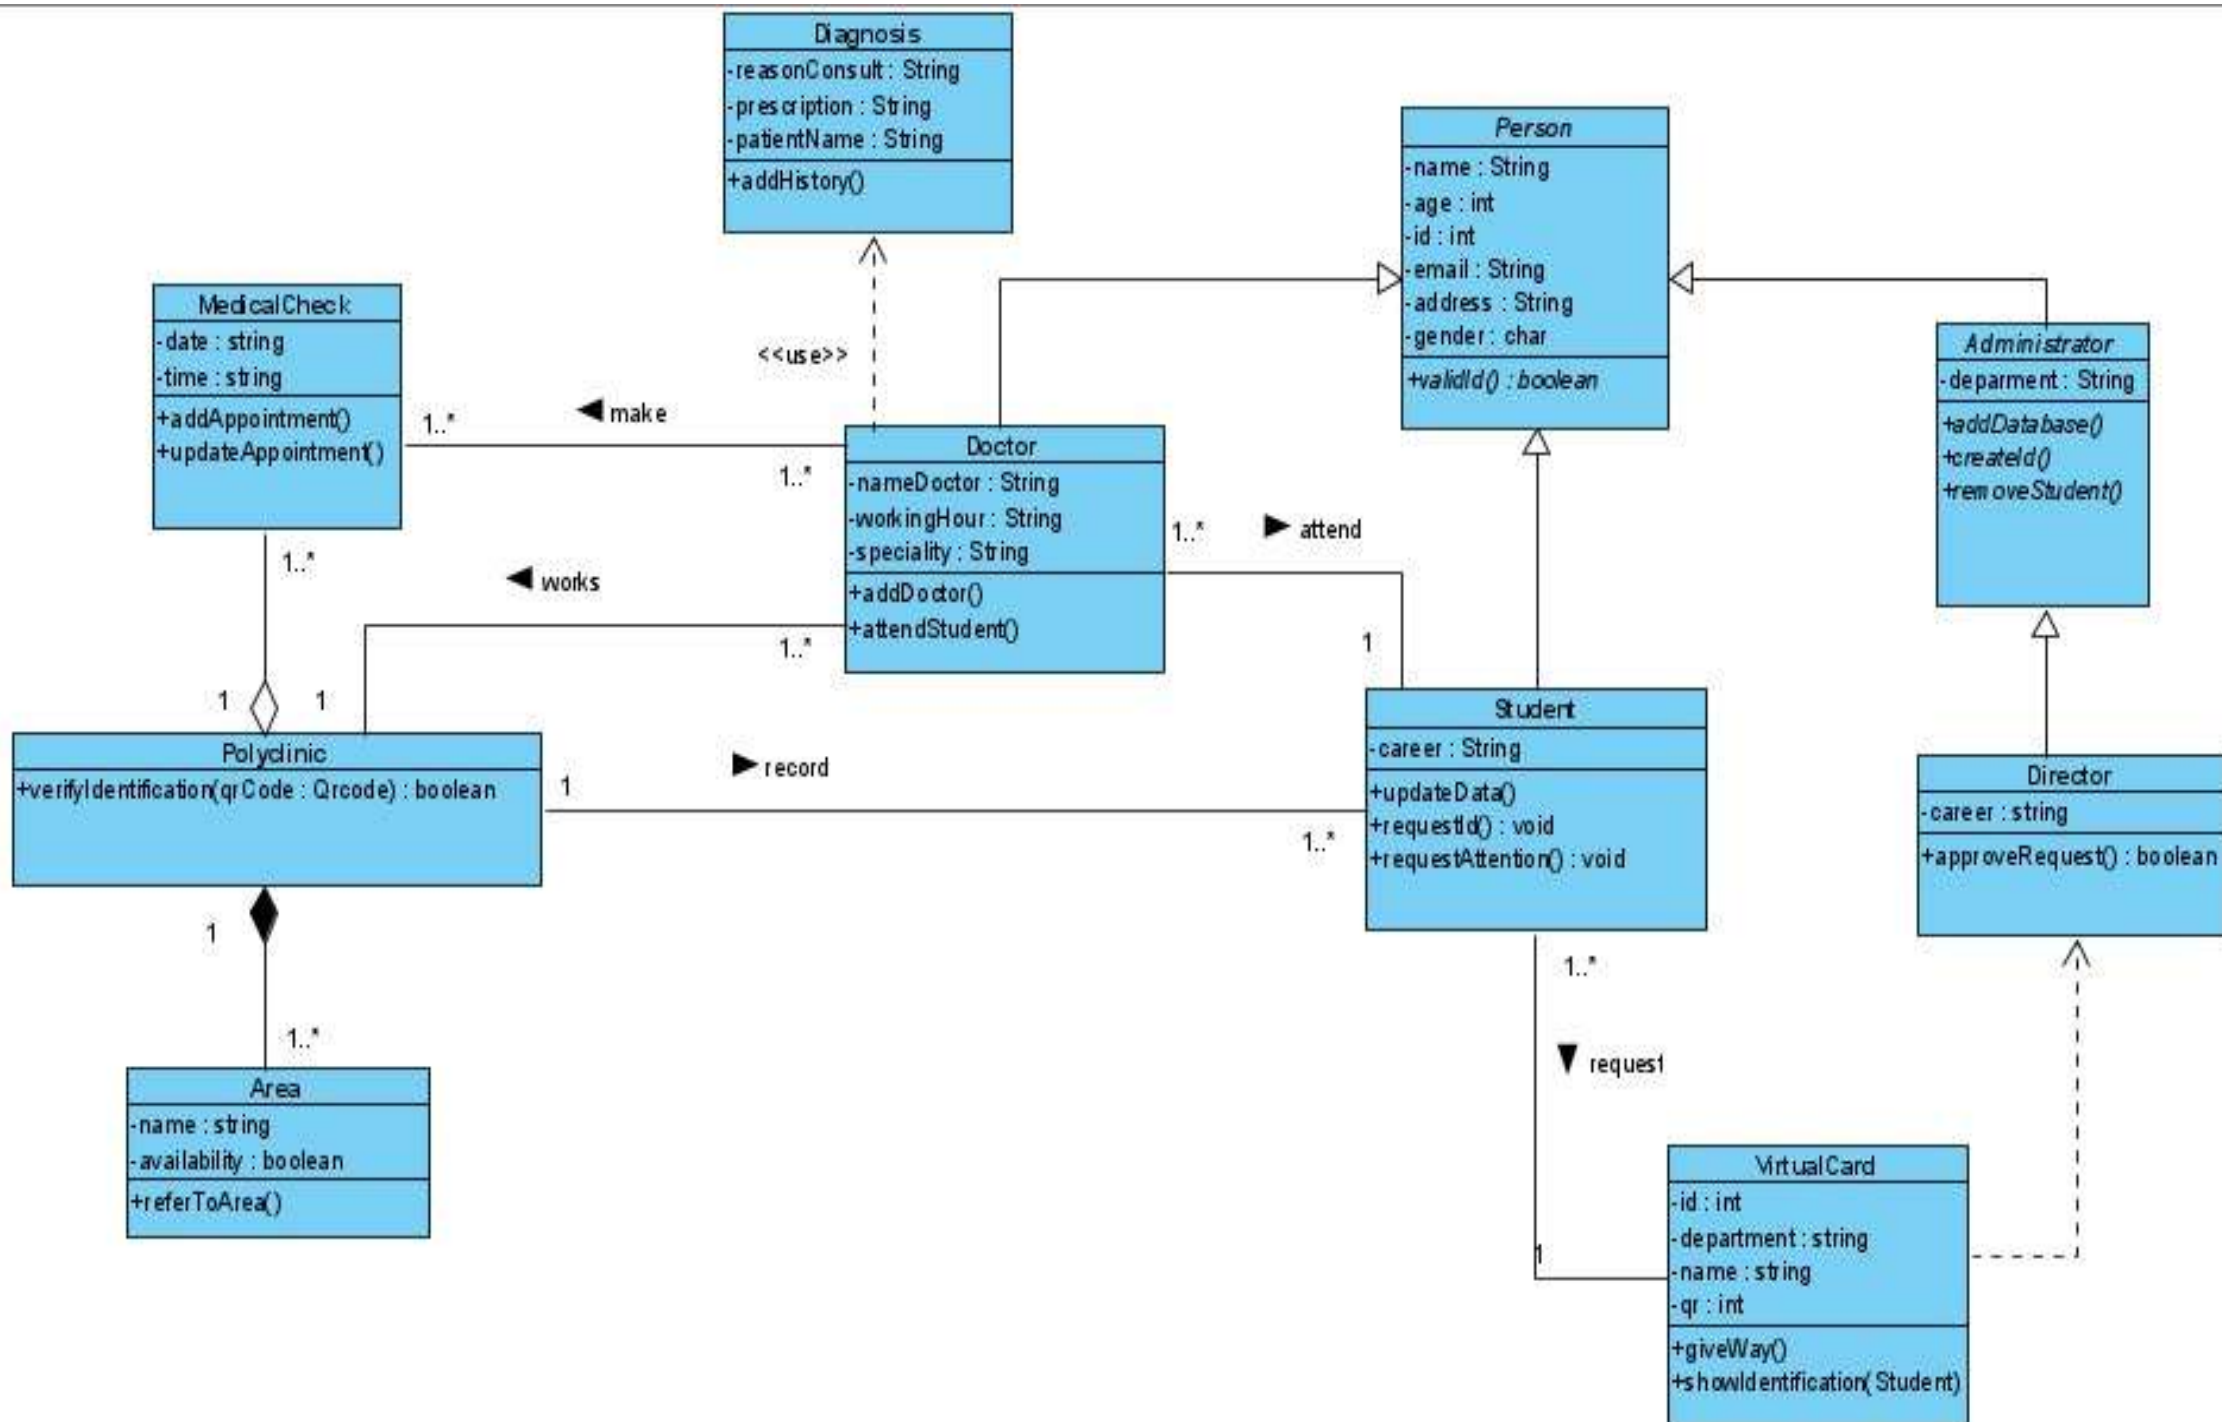 Diagnosis
-reasonConsult : String
-prescription : String
-patientName : String
+addHistory()
Person
-name : String
-age : int
-id : int
-email : String
-address : String
-gender : char
+validId() : boolean
MedicalCheck
-date : string
-time : string
+addAppointment()
+updateAppointment()
<<use>>
Administrator
-deparment : String
+addDatabase()
+createId()
+removeStudent()
1..*
make
1..*
Doctor
-nameDoctor : String
-workingHour : String
-speciality : String
+addDoctor()
+attendStudent()
1..*
attend
1
1..*
works
1..*
1
1
Polyclinic
+verifyIdentification(qrCode : Qrcode) : boolean
1
record
1..*
Student
-career : String
+updateData()
+requestId() : void
+requestAttention() : void
Director
-career : string
+approveRequest() : boolean
1
1..*
Area
-name : string
-availability : boolean
+referToArea()
1..*
request
1
VirtualCard
-id : int
-department : string
-name : string
-qr : int
+giveWay()
+showIdentification(Student)